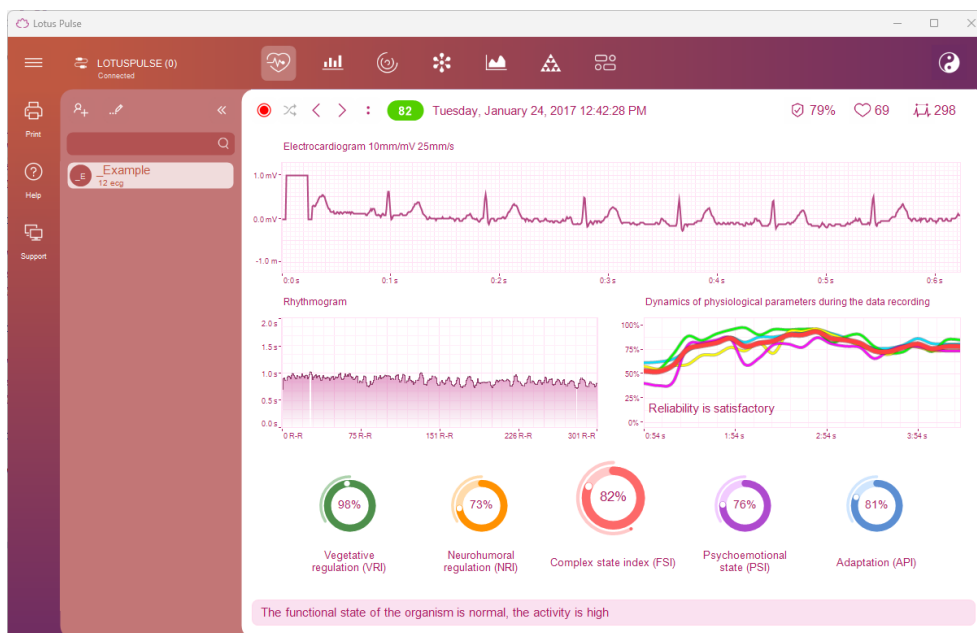 Lotus Pulse
LOTUSPULSE (0)
Connected
Print
Help
Support
_E
_Example
12 ecg
82
Tuesday, January 24, 2017 12:42:28 PM
79%
69
298
Electrocardiogram 10mm/mV 25mm/s
1.0 mV
0.0 mV
-1.0 m
0:0 s
0:1 s
0:2 s
0:3 s
0:4 s
0:5 s
0:6 s
Rhythmogram
2.0 s
1.5 s
1.0 s
0.5 s
0.0 s
0 R-R
75 R-R
151 R-R
226 R-R
301 R-R
Dynamics of physiological parameters during the data recording
100%
75%
50%
25%
0%
Reliability is satisfactory
0:54 s
1:54 s
2:54 s
3:54 s
98%
Vegetative
regulation (VRI)
73%
Neurohumoral
regulation (NRI)
82%
Complex state index (FSI)
76%
Psychoemotional
state (PSI)
81%
Adaptation (API)
The functional state of the organism is normal, the activity is high